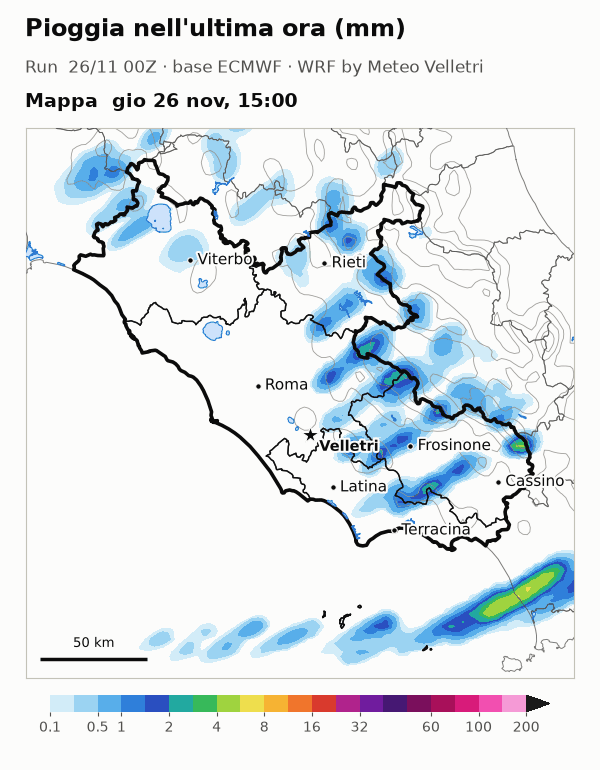 Pioggia nell'ultima ora (mm)
Run 26/11 00Z · base ECMWF · WRF by Meteo Velletri
Mappa gio 26 nov, 15:00
Viterbo
Rieti
Roma
Velletri
Frosinone
Latina
Cassino
Terracina
50 km
0.1 0.5 1 2 4 8 16 32 60 100 200